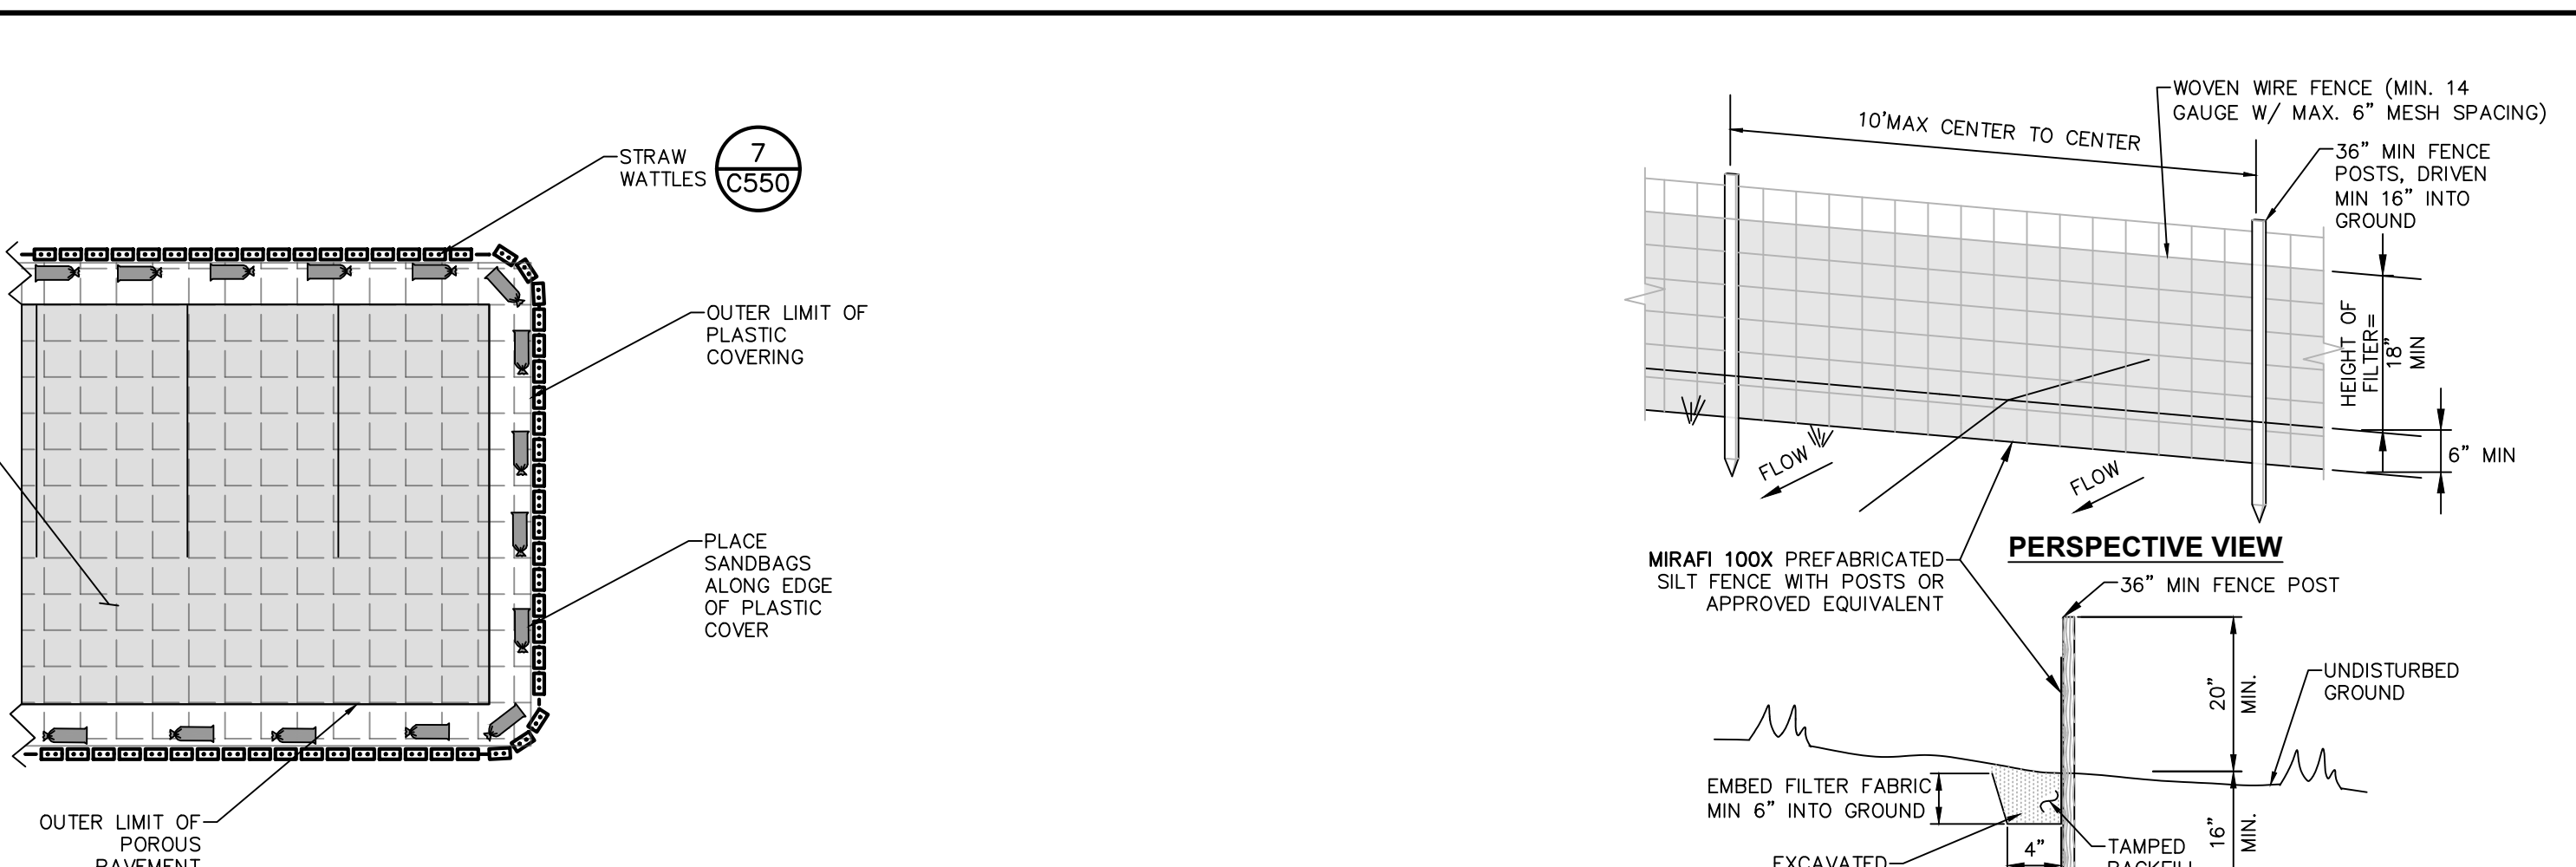 STRAW
WATTLES
7
C550
OUTER LIMIT OF
PLASTIC
COVERING
PLACE
SANDBAGS
ALONG EDGE
OF PLASTIC
COVER
OUTER LIMIT OF
POROUS
PAVEMENT
WOVEN WIRE FENCE (MIN. 14
GAUGE W/ MAX. 6" MESH SPACING)
10'MAX CENTER TO CENTER
36" MIN FENCE
POSTS, DRIVEN
MIN 16" INTO
GROUND
HEIGHT OF
FILTER=
18"
MIN
6" MIN
FLOW
FLOW
PERSPECTIVE VIEW
MIRAFI 100X PREFABRICATED
SILT FENCE WITH POSTS OR
APPROVED EQUIVALENT
36" MIN FENCE POST
20"
MIN.
UNDISTURBED
GROUND
EMBED FILTER FABRIC
MIN 6" INTO GROUND
16"
MIN.
4"
TAMPED
BACKFILL
EXCAVATED